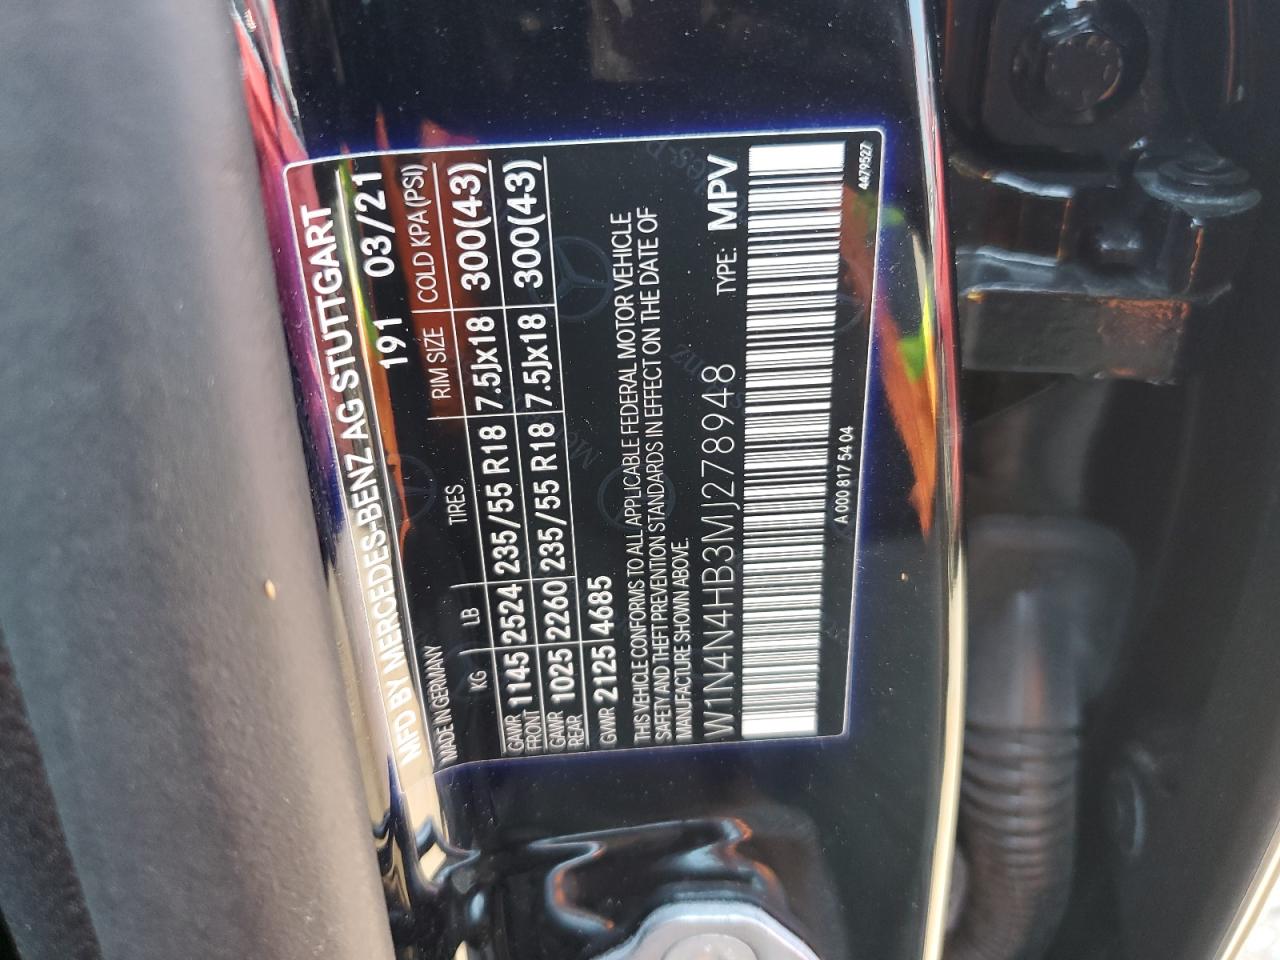 MFD BY MERCEDES-BENZ AG STUTTGART
MADE IN GERMANY 191 03/21
KG LB TIRES RIM SIZE COLD KPA (PSI)
GAWR FRONT 1145 2524 235/55 R18 7.5Jx18 300(43)
GAWR REAR 1025 2260 235/55 R18 7.5Jx18 300(43)
GWR 2125 4685
THIS VEHICLE CONFORMS TO ALL APPLICABLE FEDERAL MOTOR VEHICLE
SAFETY AND THEFT PREVENTION STANDARDS IN EFFECT ON THE DATE OF
MANUFACTURE SHOWN ABOVE.
W1N4N4HB3MJ278948 TYPE: MPV
A 000 817 54 04 4479527